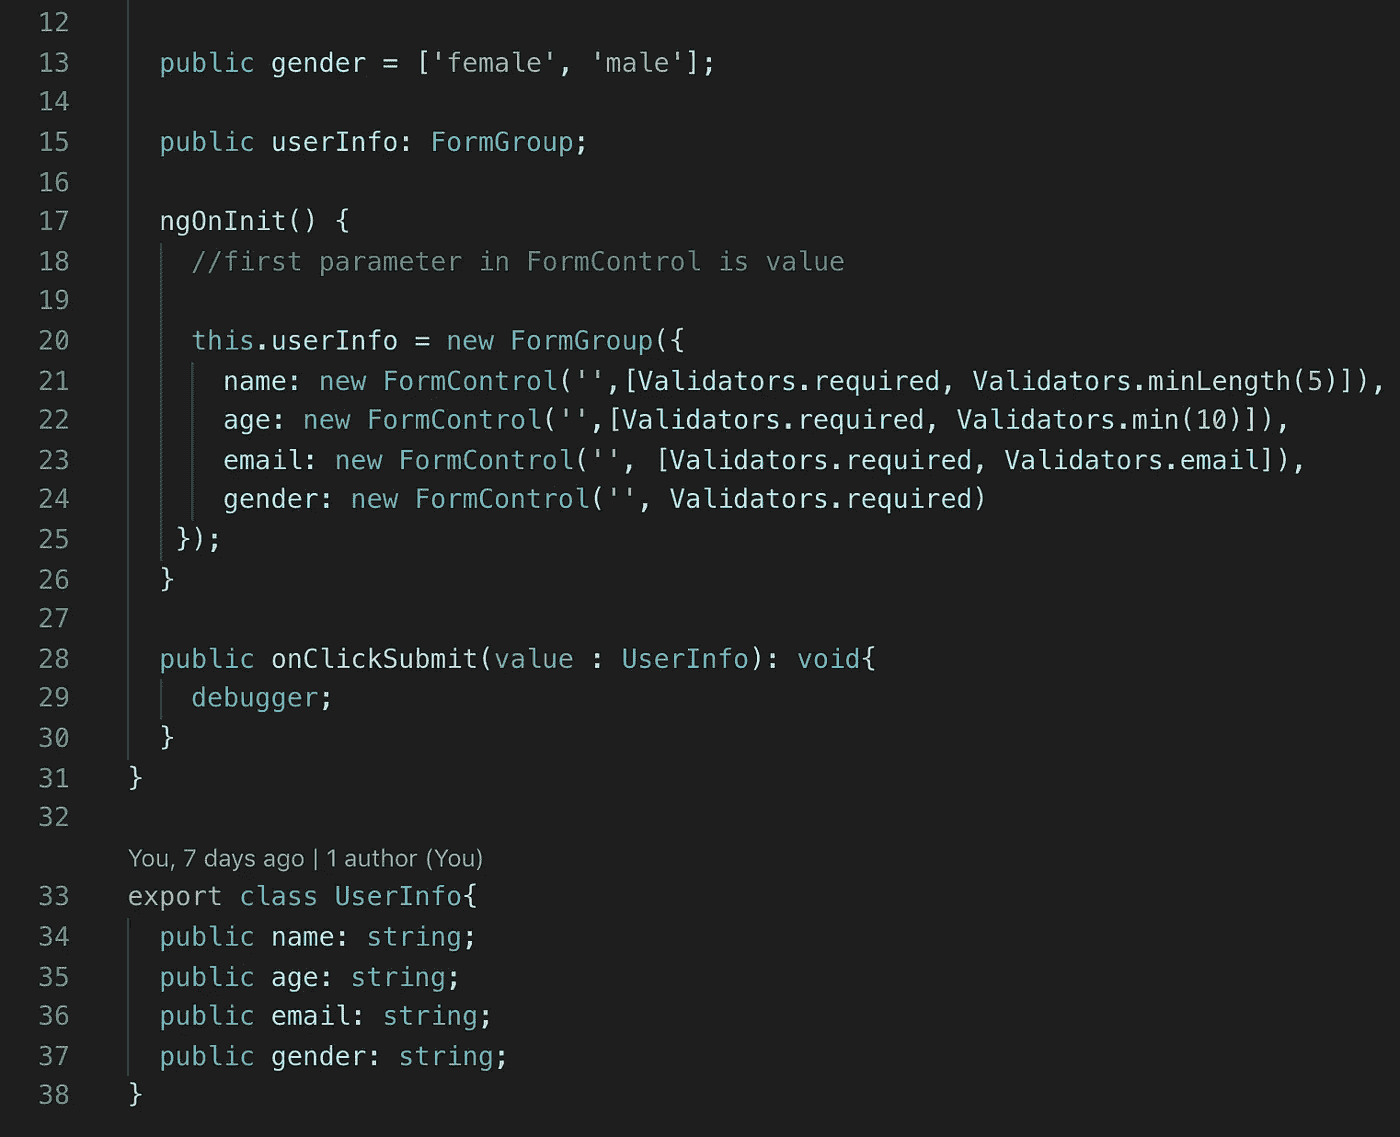 12
13 public gender = ['female', 'male'];
14
15 public userInfo: FormGroup;
16
17 ngOnInit() {
18 //first parameter in FormControl is value
19
20 this.userInfo = new FormGroup({
21 name: new FormControl('',[Validators.required, Validators.minLength(5)]),
22 age: new FormControl('',[Validators.required, Validators.min(10)]),
23 email: new FormControl('', [Validators.required, Validators.email]),
24 gender: new FormControl('', Validators.required)
25 });
26 }
27
28 public onClickSubmit(value : UserInfo): void{
29 debugger;
30 }
31 }
32
You, 7 days ago | 1 author (You)
33 export class UserInfo{
34 public name: string;
35 public age: string;
36 public email: string;
37 public gender: string;
38 }